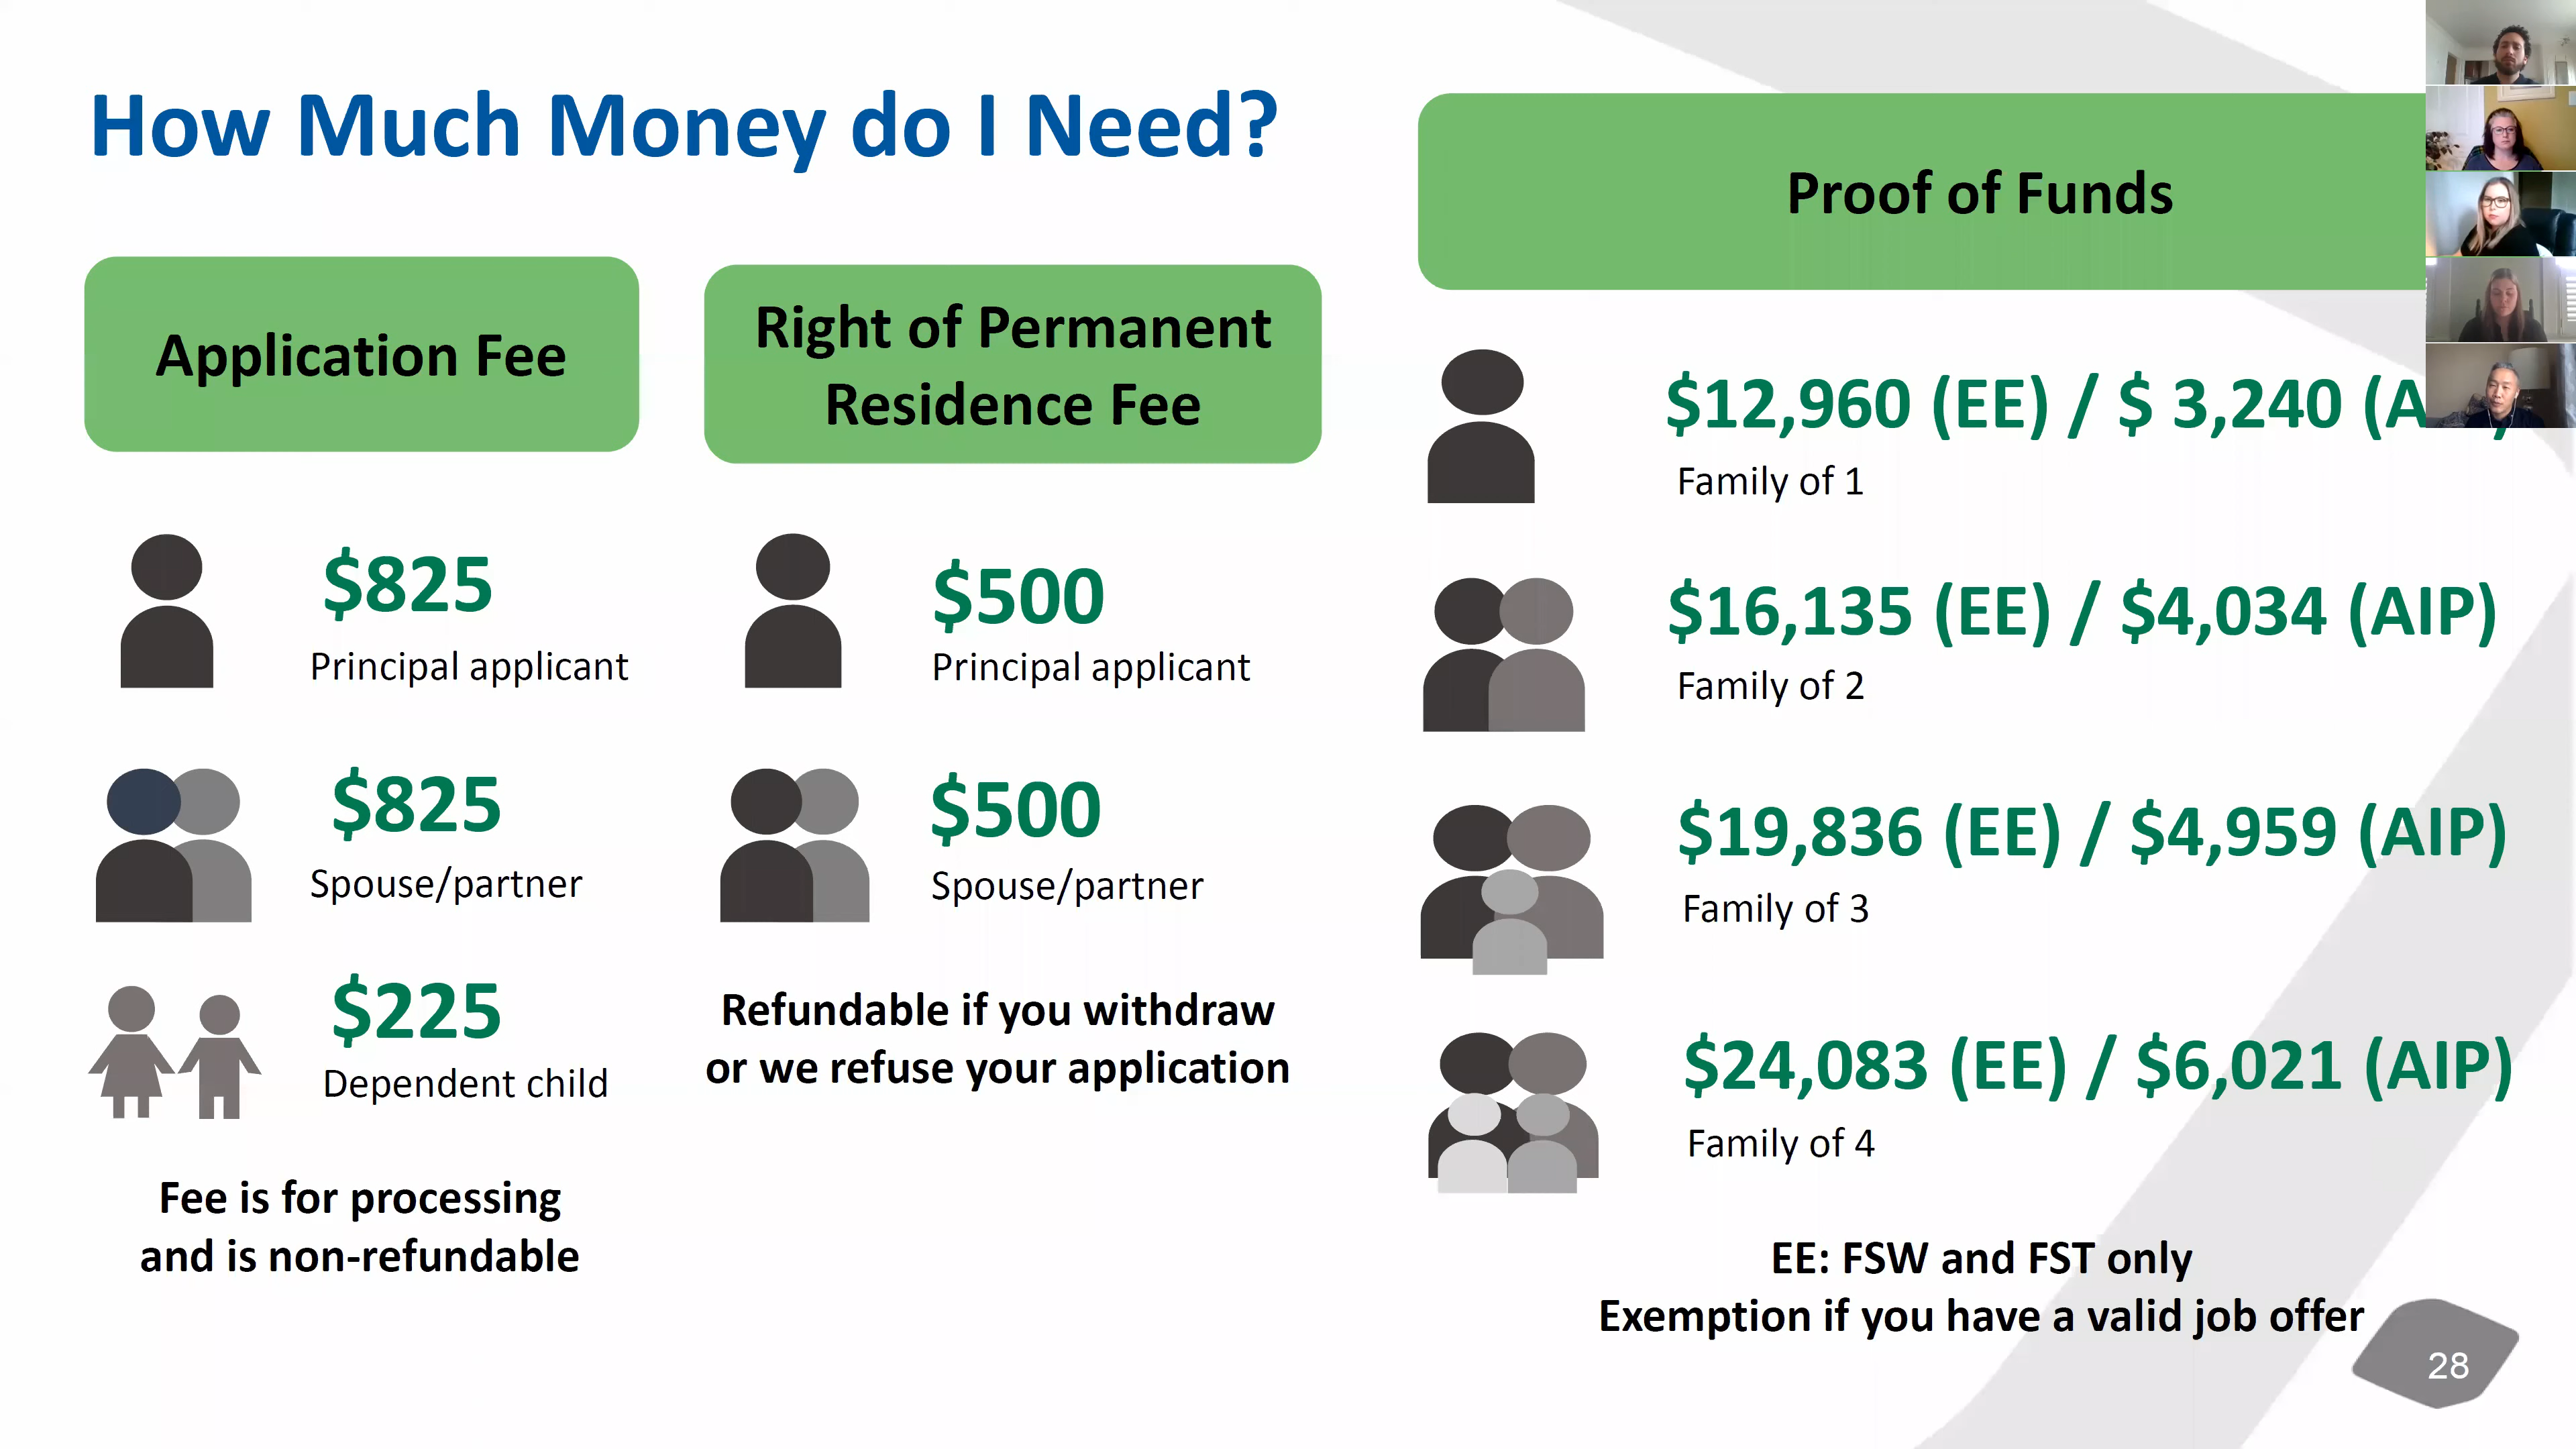 How Much Money do I Need?
Application Fee
$825
Principal applicant
$825
Spouse/partner
$225
Dependent child
Fee is for processing
and is non-refundable
Right of Permanent
Residence Fee
$500
Principal applicant
$500
Spouse/partner
Refundable if you withdraw
or we refuse your application
Proof of Funds
$12,960 (EE) / $ 3,240
Family of 1
$16,135 (EE) / $4,034 (AIP)
Family of 2
$19,836 (EE) / $4,959 (AIP)
Family of 3
$24,083 (EE) / $6,021 (AIP)
Family of 4
EE: FSW and FST only
Exemption if you have a valid job offer
28